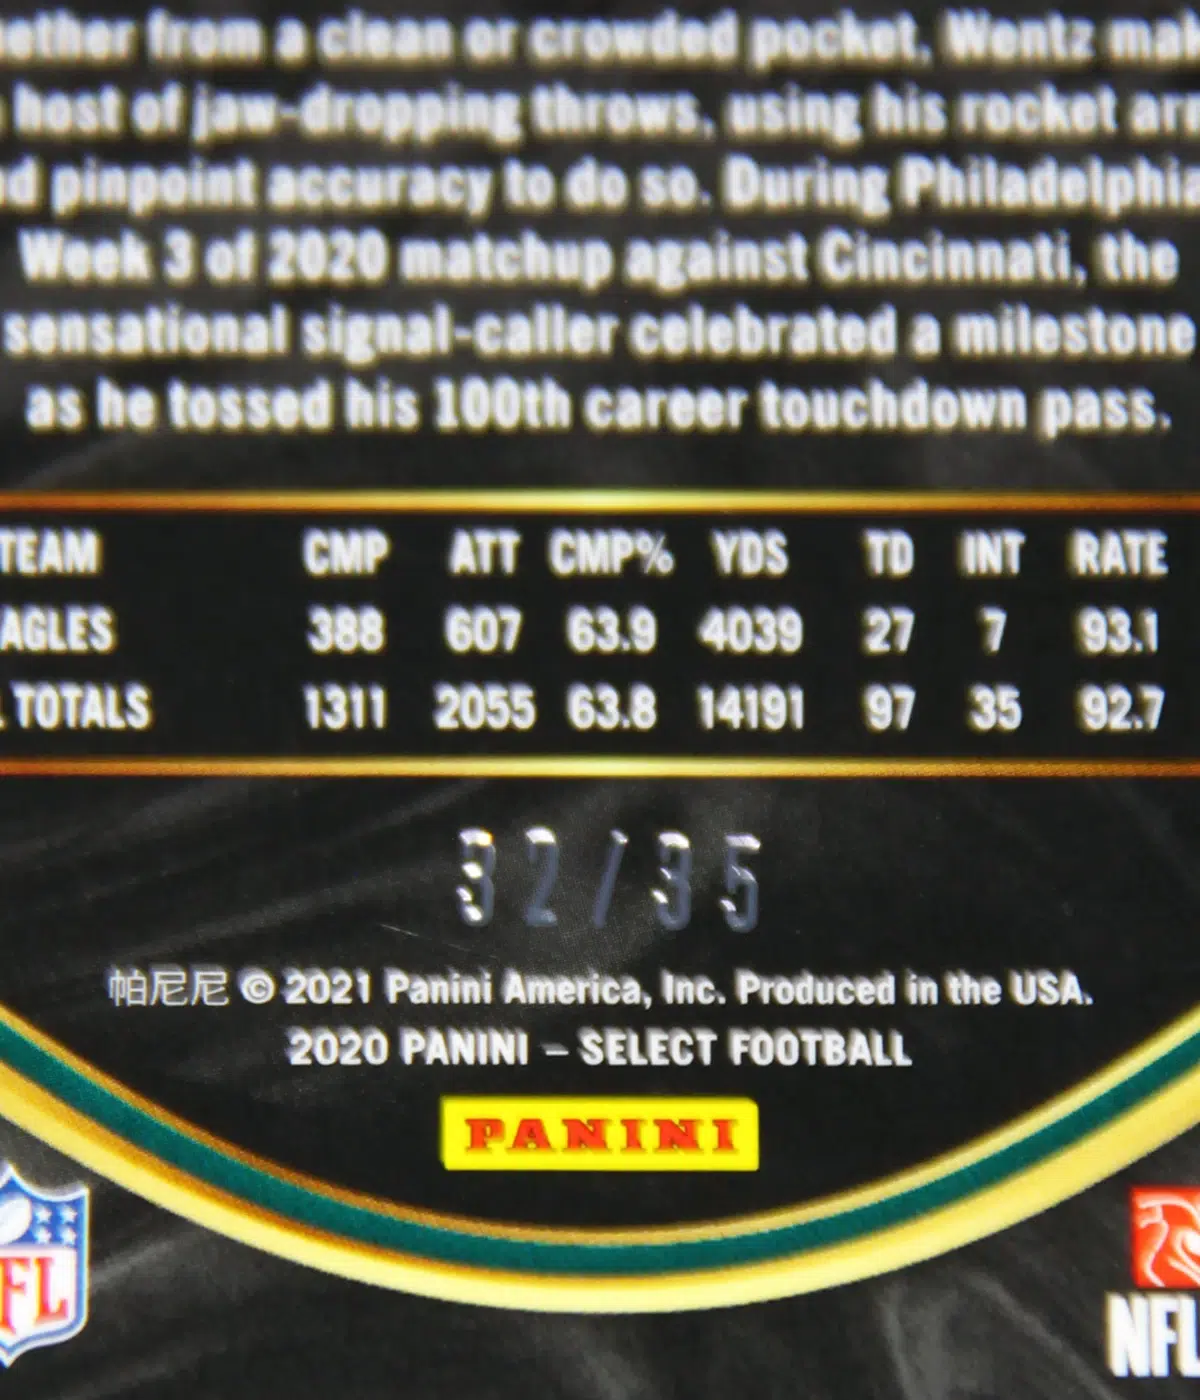 ether from a clean or crowded pocket, Wentz mak
host of jaw-dropping throws, using his rocket arm
d pinpoint accuracy to do so. During Philadelphia
Week 3 of 2020 matchup against Cincinnati, the
sensational signal-caller celebrated a milestone
as he tossed his 100th career touchdown pass.
TEAM CMP ATT CMP% YDS TD INT RATE
AGLES 388 607 63.9 4039 27 7 93.1
L TOTALS 1311 2055 63.8 14191 97 35 92.7
32/35
帕尼尼 © 2021 Panini America, Inc. Produced in the USA.
2020 PANINI – SELECT FOOTBALL
PANINI
NFL
NFL